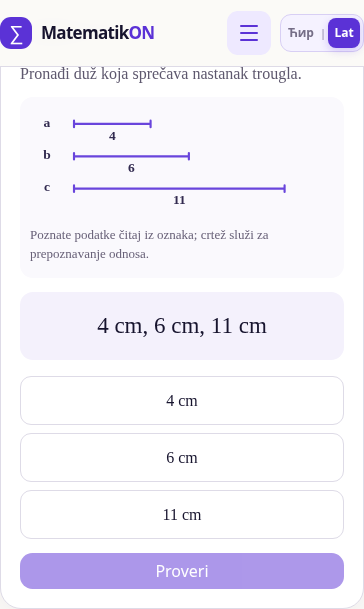 ∑ MatematikON
Ћир | Lat
Pronađi duž koja sprečava nastanak trougla.
a
4
b
6
c
11
Poznate podatke čitaj iz oznaka; crtež služi za
prepoznavanje odnosa.
4 cm, 6 cm, 11 cm
4 cm
6 cm
11 cm
Proveri